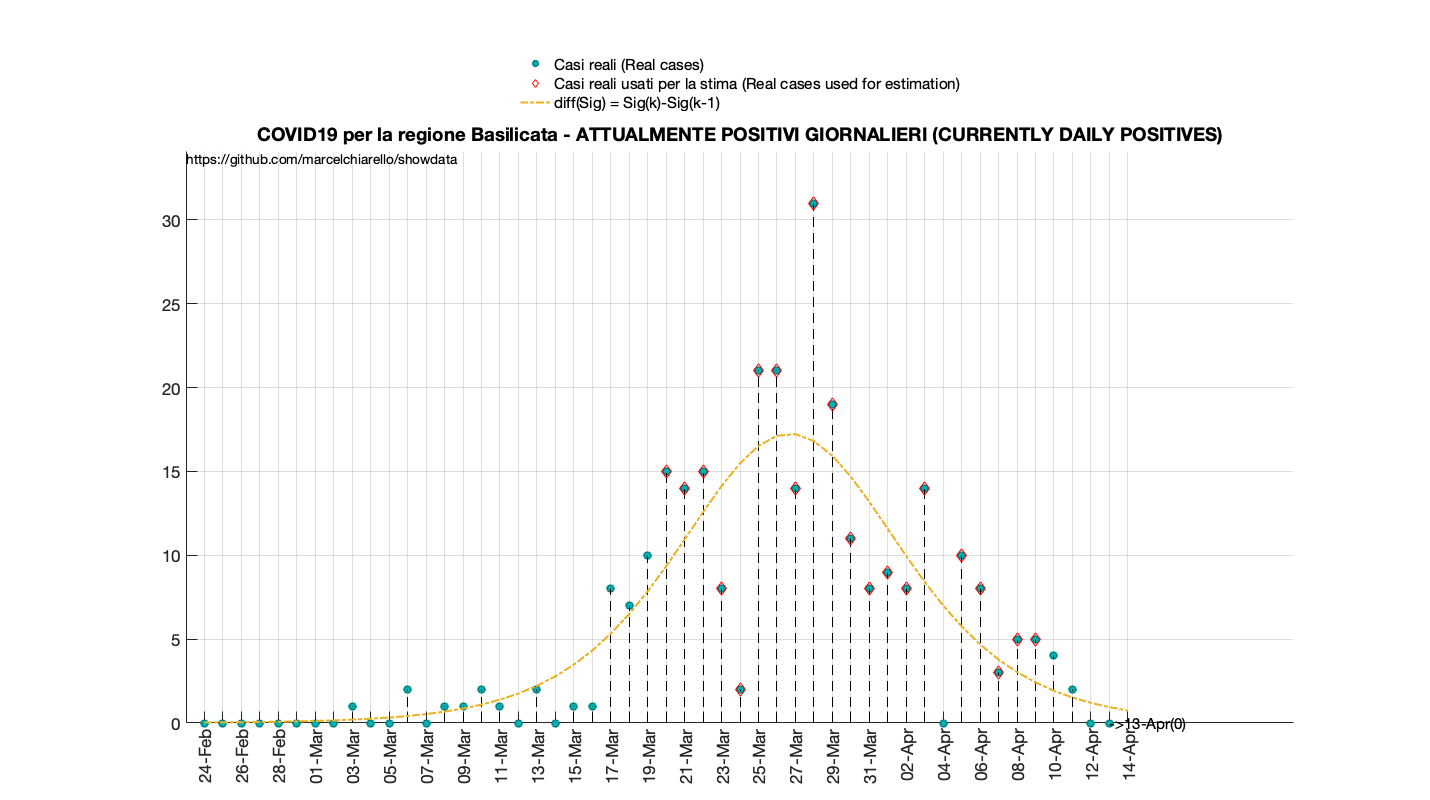 Casi reali (Real cases)
Casi reali usati per la stima (Real cases used for estimation)
diff(Sig) = Sig(k)-Sig(k-1)
COVID19 per la regione Basilicata - ATTUALMENTE POSITIVI GIORNALIERI (CURRENTLY DAILY POSITIVES)
https://github.com/marcelchiarello/showdata
30
25
20
15
10
5
0
->13-Apr(0)
24-Feb
26-Feb
28-Feb
01-Mar
03-Mar
05-Mar
07-Mar
09-Mar
11-Mar
13-Mar
15-Mar
17-Mar
19-Mar
21-Mar
23-Mar
25-Mar
27-Mar
29-Mar
31-Mar
02-Apr
04-Apr
06-Apr
08-Apr
10-Apr
12-Apr
14-Apr